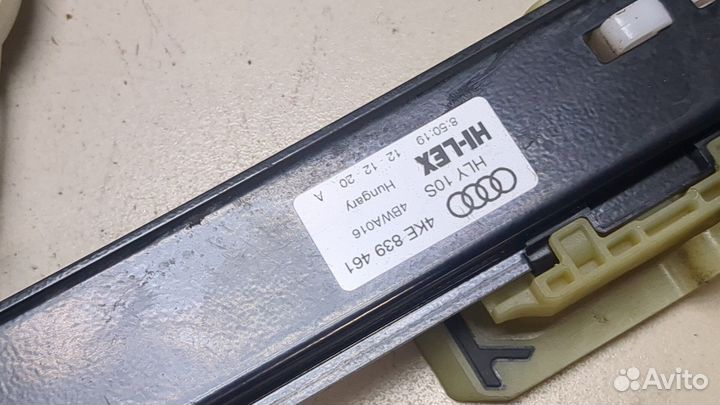 8:50:19 12 · 12 · 20 A
HI-LEX Hungary
HLY 10S 4BWA016
4KE 839 461
Avito